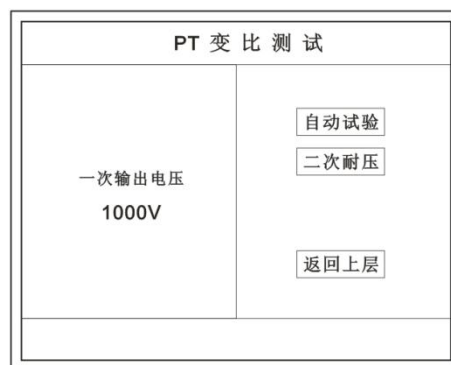 PT 变 比 测 试
一次输出电压
1000V
自动试验
二次耐压
返回上层